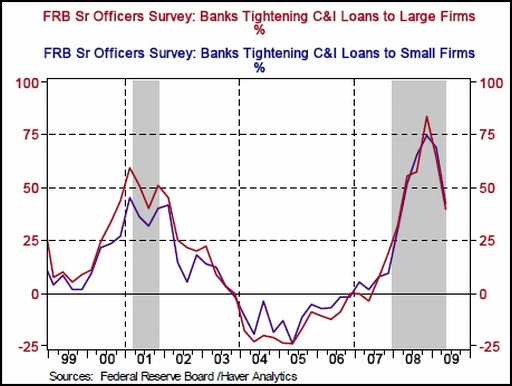 FRB Sr Officers Survey: Banks Tightening C&I Loans to Large Firms
%
FRB Sr Officers Survey: Banks Tightening C&I Loans to Small Firms
%
100 100
75 75
50 50
25 25
0 0
-25 -25
99 00 01 02 03 04 05 06 07 08 09
Sources: Federal Reserve Board /Haver Analytics